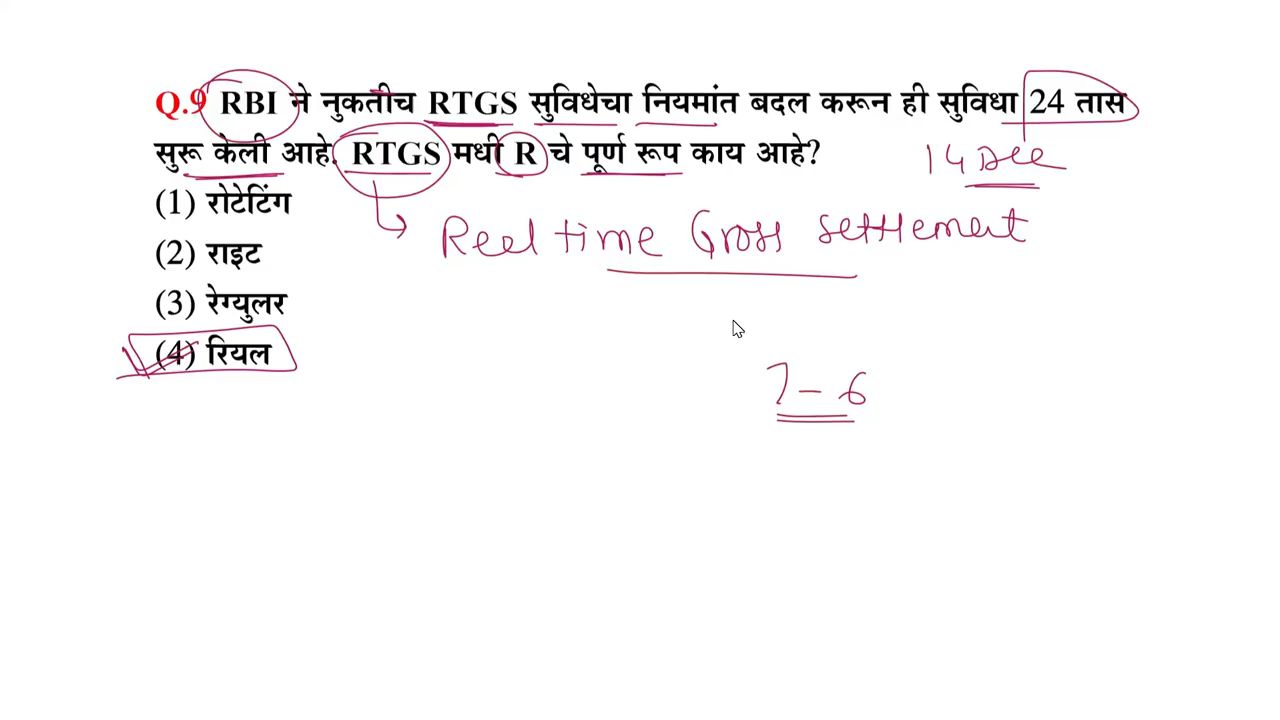 Q.9 RBI ने नुकतीच RTGS सुविधेचा नियमांत बदल करून ही सुविधा 24 तास
सुरू केली आहे. RTGS मधी R चे पूर्ण रूप काय आहे?
14 Dec
(1) रोटेटिंग
Reel time Gross settlement
(2) राइट
(3) रेग्युलर
(4) रियल
7 - 6